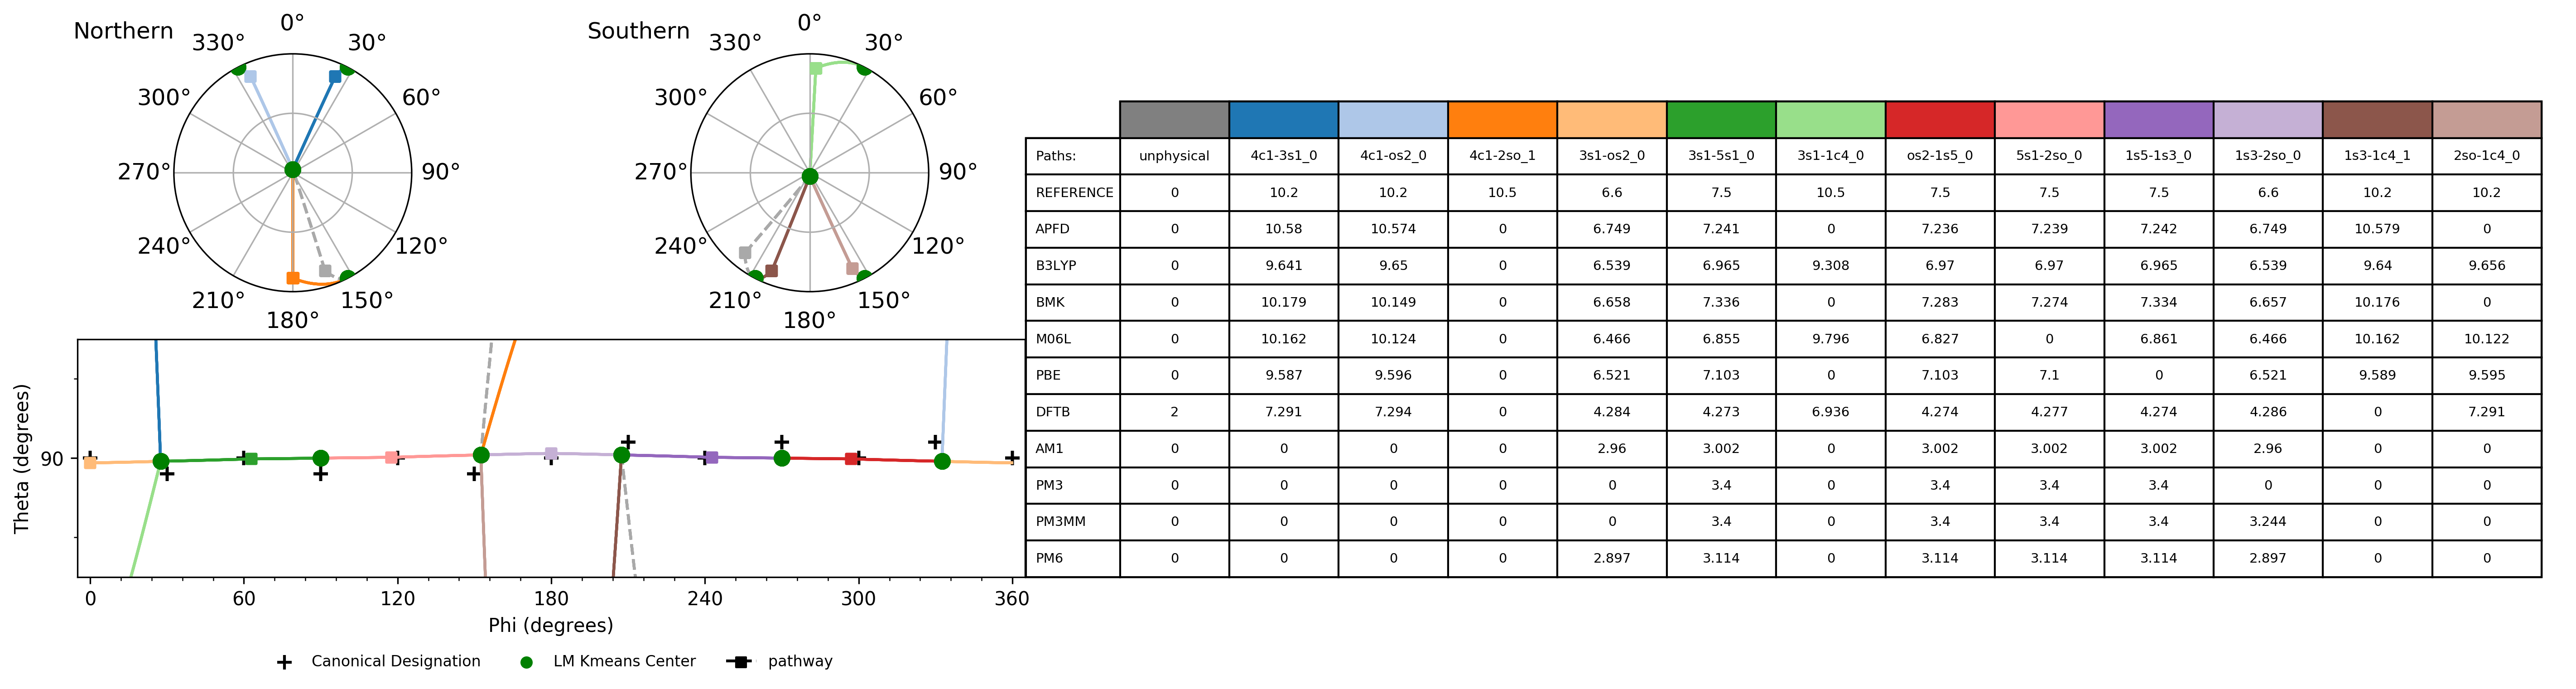 Northern
0°
30°
60°
90°
120°
150°
180°
210°
240°
270°
300°
330°
Southern
0°
30°
60°
90°
120°
150°
180°
210°
240°
270°
300°
330°
Theta (degrees)
90
0 60 120 180 240 300 360
Phi (degrees)
Canonical Designation LM Kmeans Center pathway
Paths: unphysical 4c1-3s1_0 4c1-os2_0 4c1-2so_1 3s1-os2_0 3s1-5s1_0 3s1-1c4_0 os2-1s5_0 5s1-2so_0 1s5-1s3_0 1s3-2so_0 1s3-1c4_1 2so-1c4_0
REFERENCE 0 10.2 10.2 10.5 6.6 7.5 10.5 7.5 7.5 7.5 6.6 10.2 10.2
APFD 0 10.58 10.574 0 6.749 7.241 0 7.236 7.239 7.242 6.749 10.579 0
B3LYP 0 9.641 9.65 0 6.539 6.965 9.308 6.97 6.97 6.965 6.539 9.64 9.656
BMK 0 10.179 10.149 0 6.658 7.336 0 7.283 7.274 7.334 6.657 10.176 0
M06L 0 10.162 10.124 0 6.466 6.855 9.796 6.827 0 6.861 6.466 10.162 10.122
PBE 0 9.587 9.596 0 6.521 7.103 0 7.103 7.1 0 6.521 9.589 9.595
DFTB 2 7.291 7.294 0 4.284 4.273 6.936 4.274 4.277 4.274 4.286 0 7.291
AM1 0 0 0 0 2.96 3.002 0 3.002 3.002 3.002 2.96 0 0
PM3 0 0 0 0 0 3.4 0 3.4 3.4 3.4 0 0 0
PM3MM 0 0 0 0 0 3.4 0 3.4 3.4 3.4 3.244 0 0
PM6 0 0 0 0 2.897 3.114 0 3.114 3.114 3.114 2.897 0 0